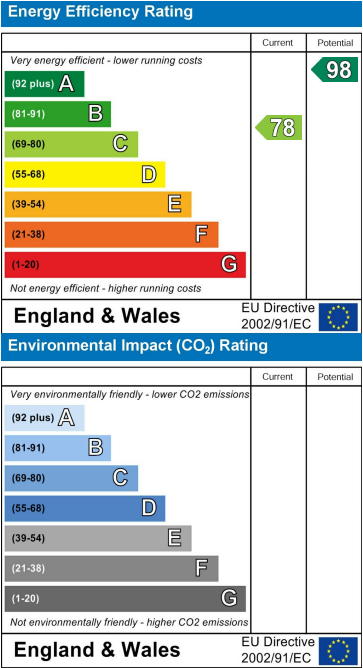 Energy Efficiency Rating
Current Potential
Very energy efficient - lower running costs
(92 plus) A
98
(81-91) B
78
(69-80) C
(55-68) D
(39-54) E
(21-38) F
(1-20) G
Not energy efficient - higher running costs
England & Wales
EU Directive
2002/91/EC
Environmental Impact (CO₂) Rating
Current Potential
Very environmentally friendly - lower CO2 emissions
(92 plus) A
(81-91) B
(69-80) C
(55-68) D
(39-54) E
(21-38) F
(1-20) G
Not environmentally friendly - higher CO2 emissions
England & Wales
EU Directive
2002/91/EC